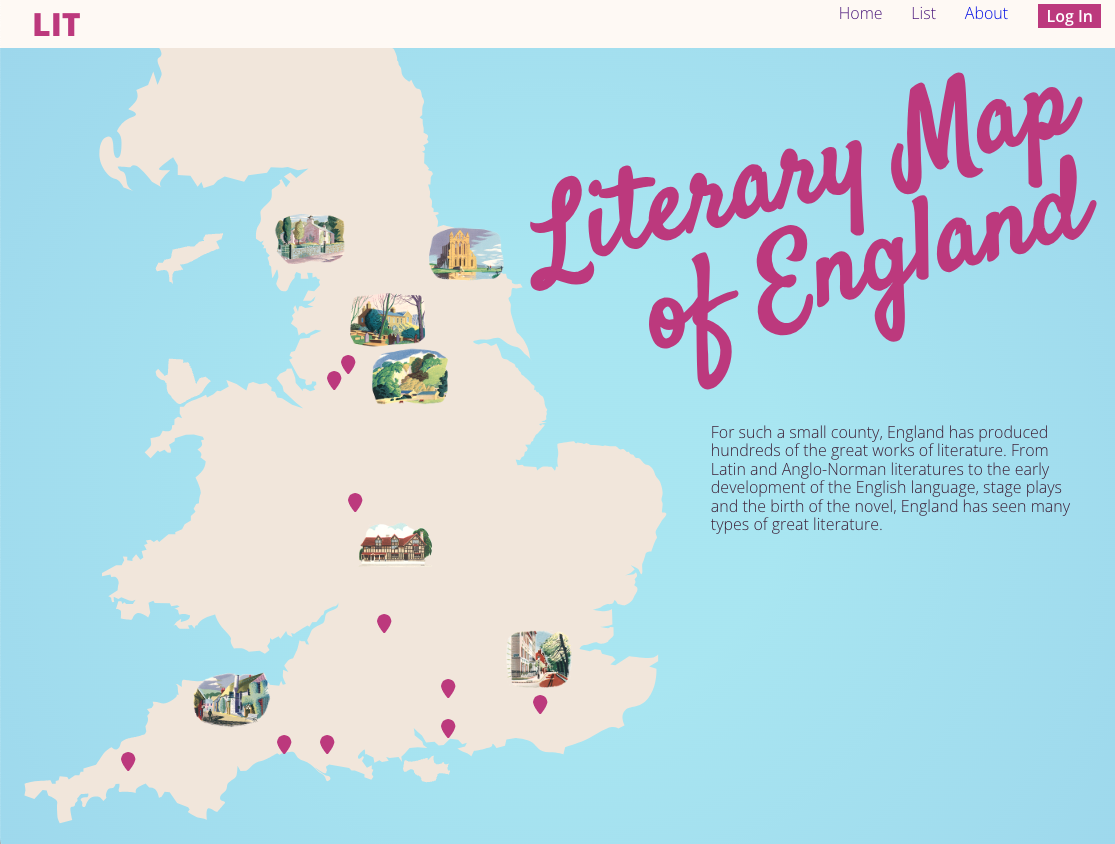 LIT
Home List About Log In
Literary Map
of England
For such a small county, England has produced
hundreds of the great works of literature. From
Latin and Anglo-Norman literatures to the early
development of the English language, stage plays
and the birth of the novel, England has seen many
types of great literature.